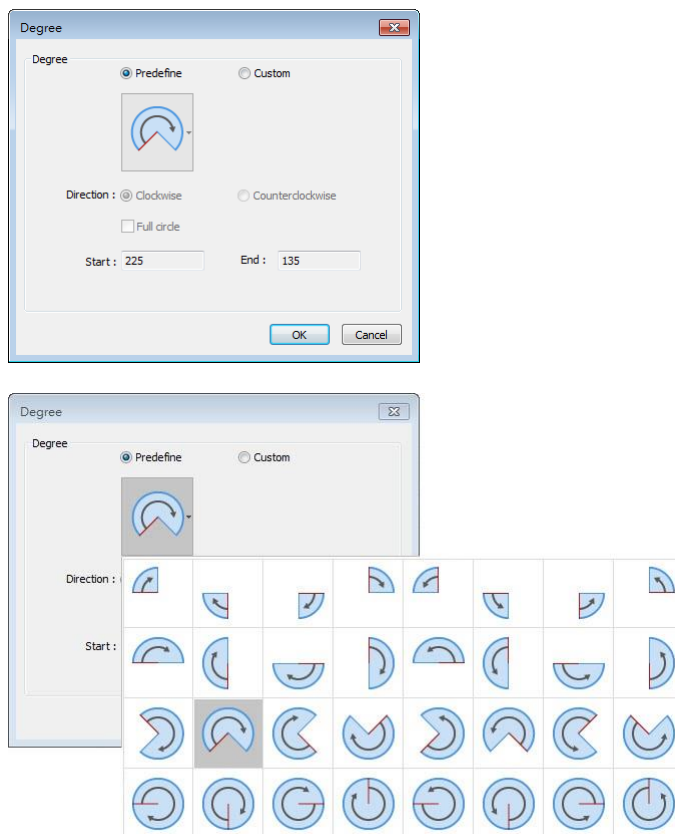 Degree
Degree
Predefine Custom
Direction : Clockwise Counterclockwise
Full circle
Start : 225 End : 135
OK Cancel
Degree
Degree
Predefine Custom
Direction :
Start :